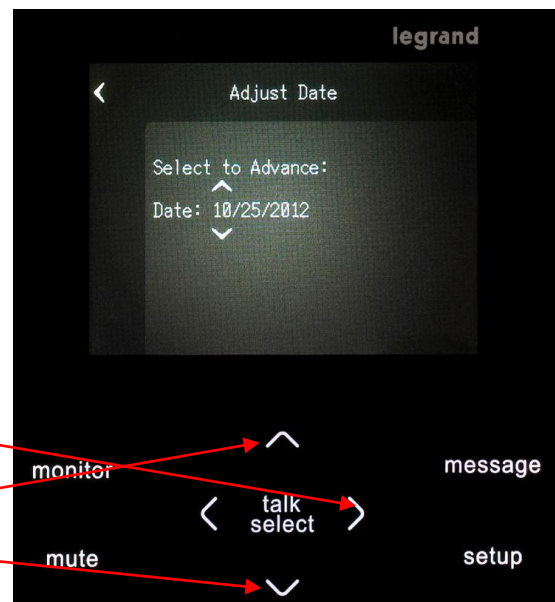 legrand
Adjust Date
Select to Advance:
Date: 10/25/2012
monitor
message
talk
select
mute
setup